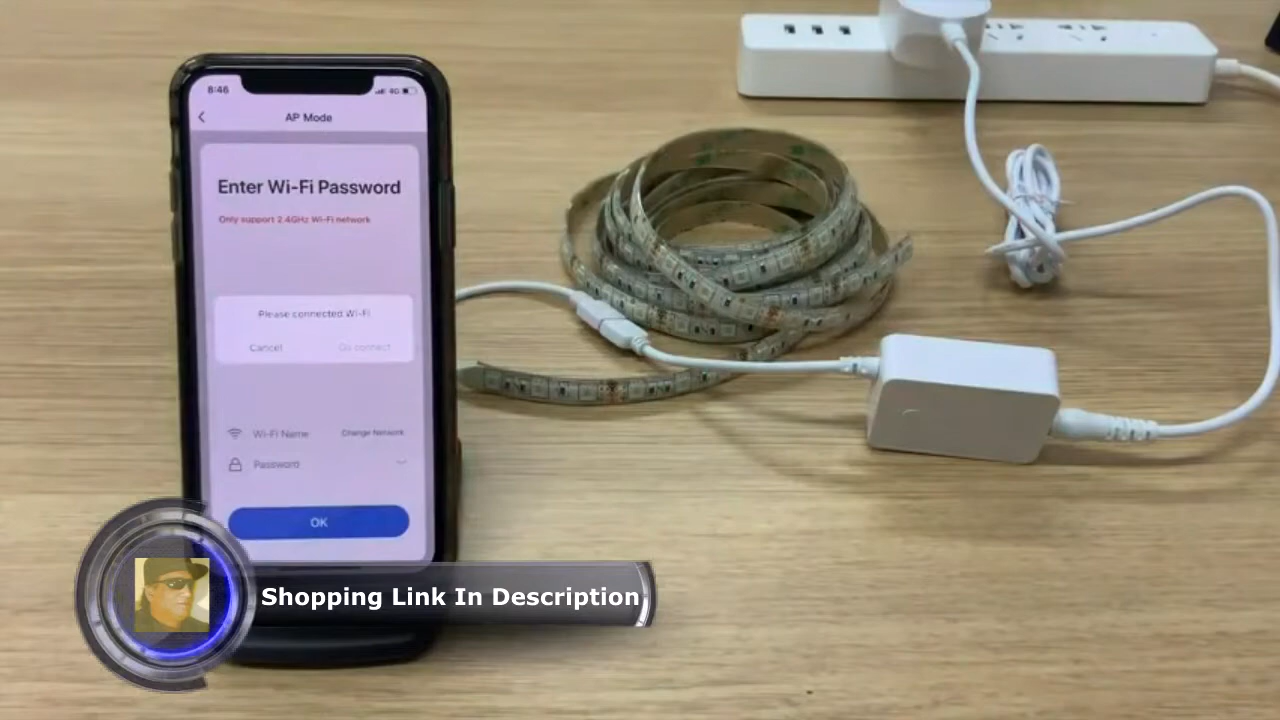 8:46
4G
AP Mode
Enter Wi-Fi Password
Only support 2.4GHz Wi-Fi network
Please connected Wi-Fi
Cancel Go connect
Wi-Fi Name Change Network
Password
OK
Shopping Link In Description